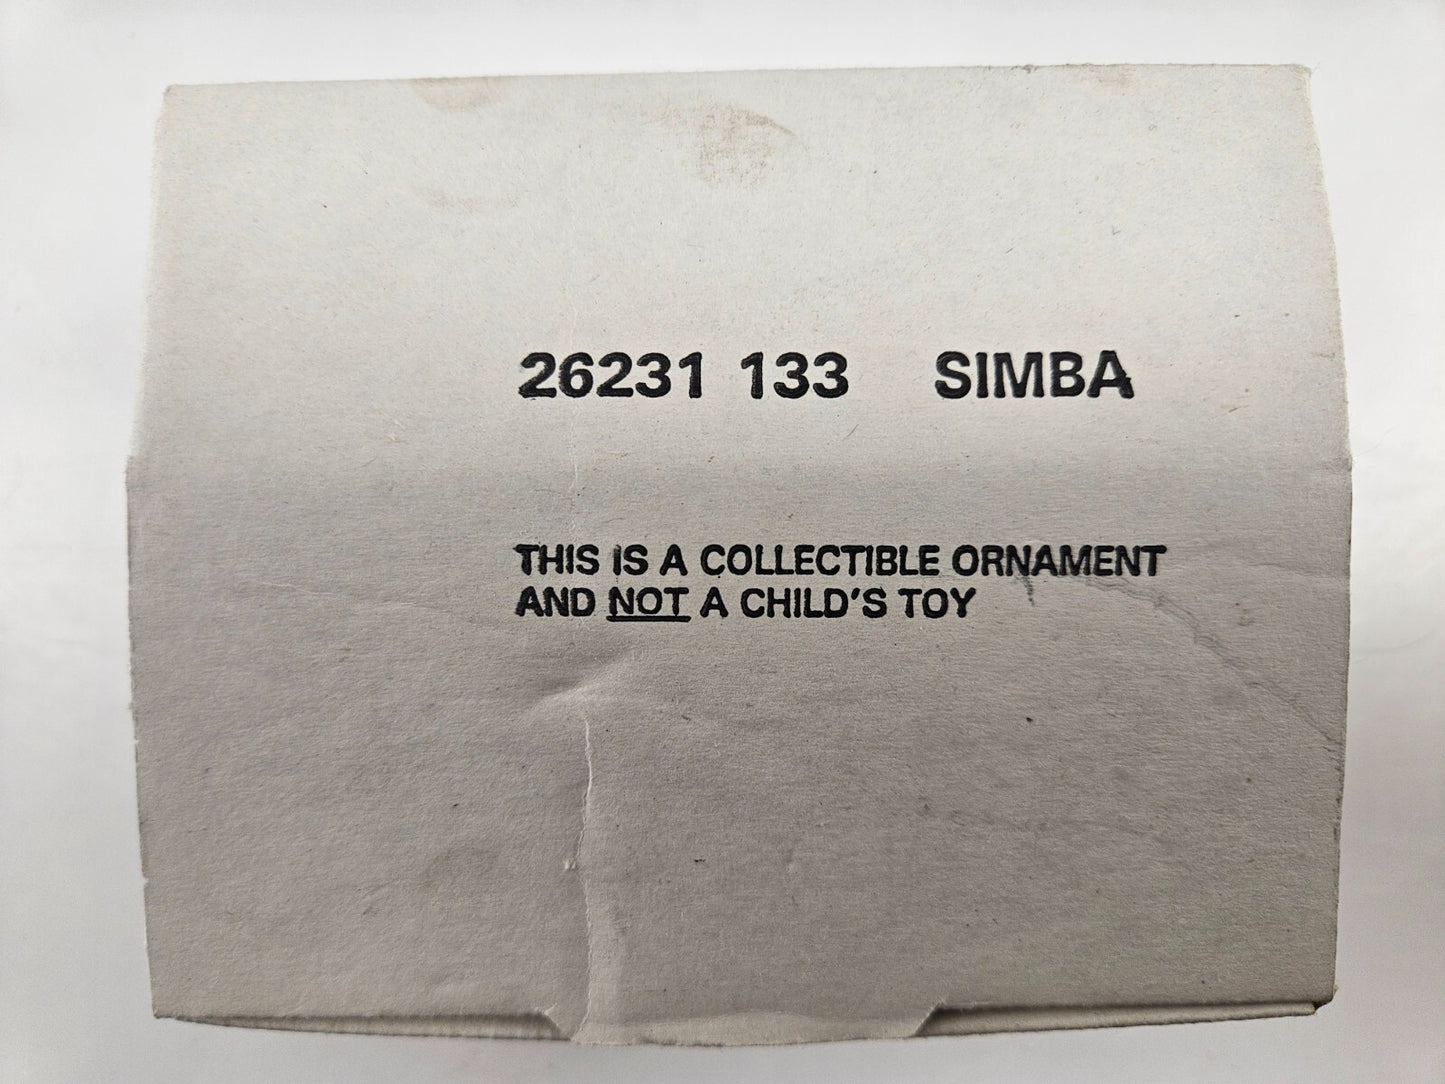 26231 133 SIMBA
THIS IS A COLLECTIBLE ORNAMENT
AND NOT A CHILD'S TOY